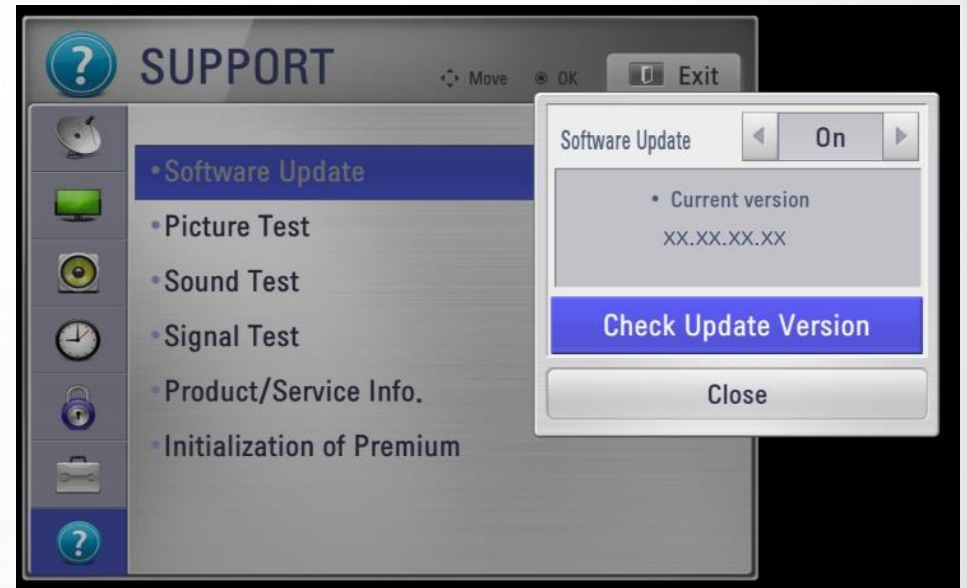 SUPPORT
Move OK Exit
•Software Update
•Picture Test
•Sound Test
•Signal Test
•Product/Service Info.
•Initialization of Premium
Software Update On
• Current version
XX.XX.XX.XX
Check Update Version
Close